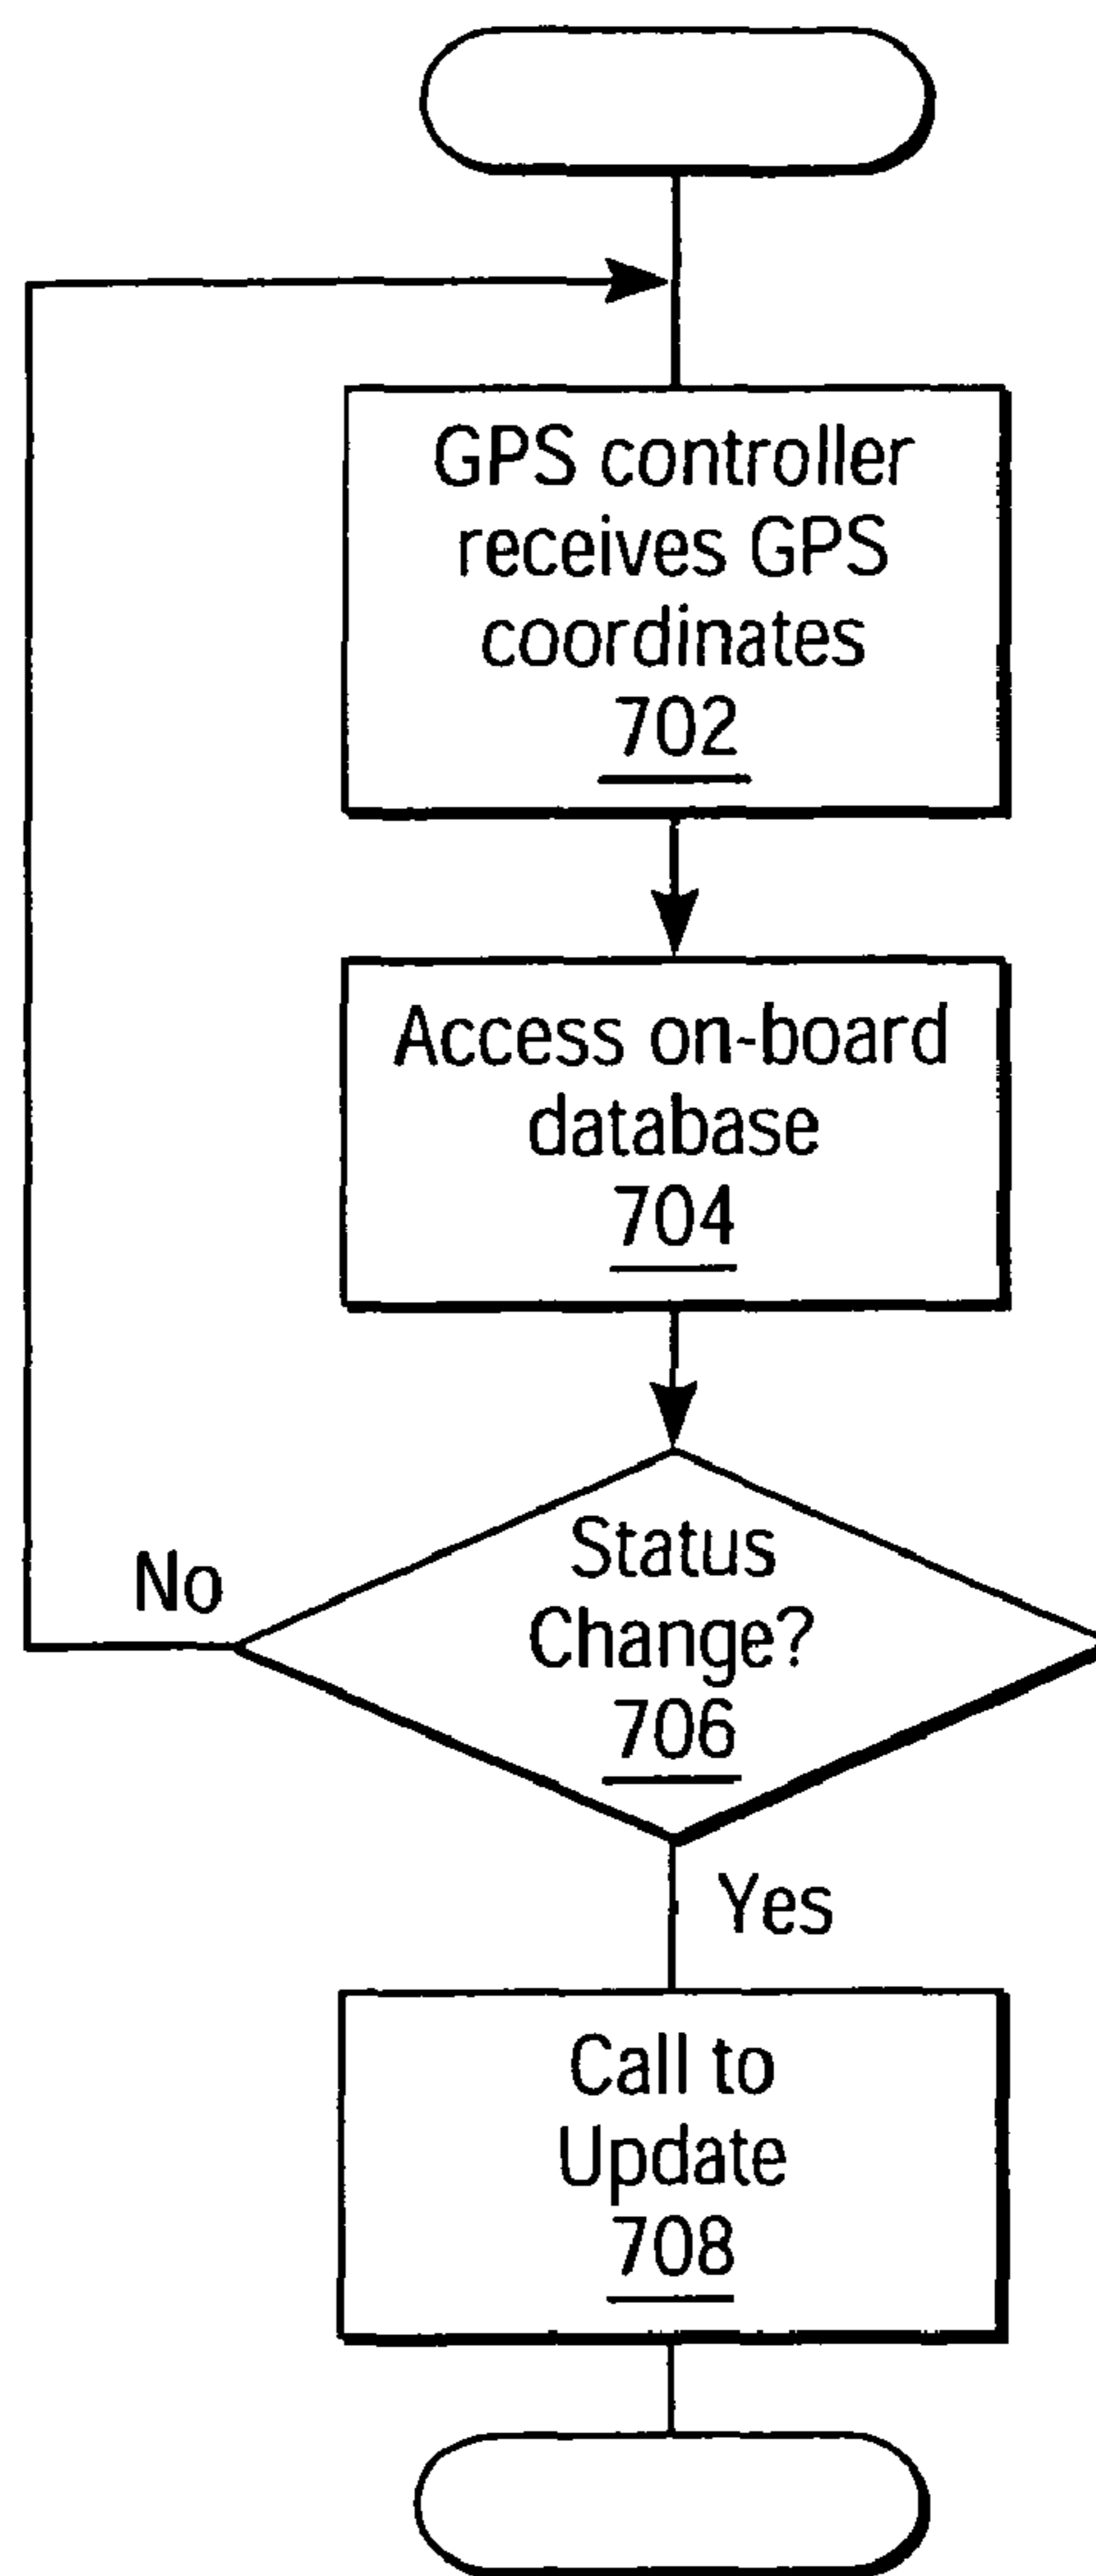 GPS controller
receives GPS
coordinates
702
Access on-board
database
704
Status
Change?
706
No
Yes
Call to
Update
708